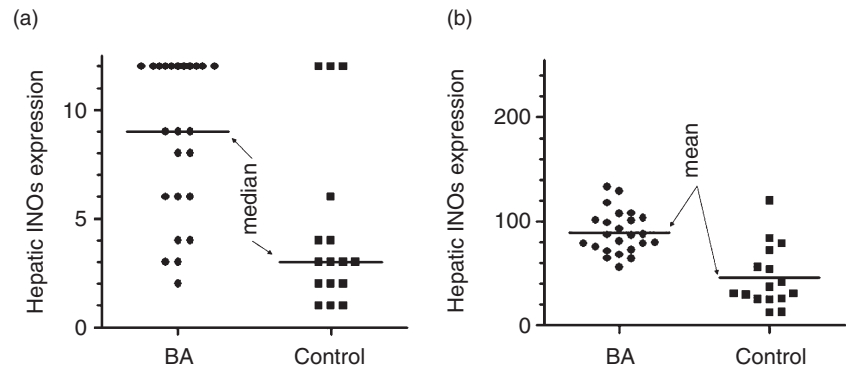 (a)
Hepatic INOs expression
10
5
0
median
BA
Control
(b)
Hepatic INOs expression
200
100
0
mean
BA
Control